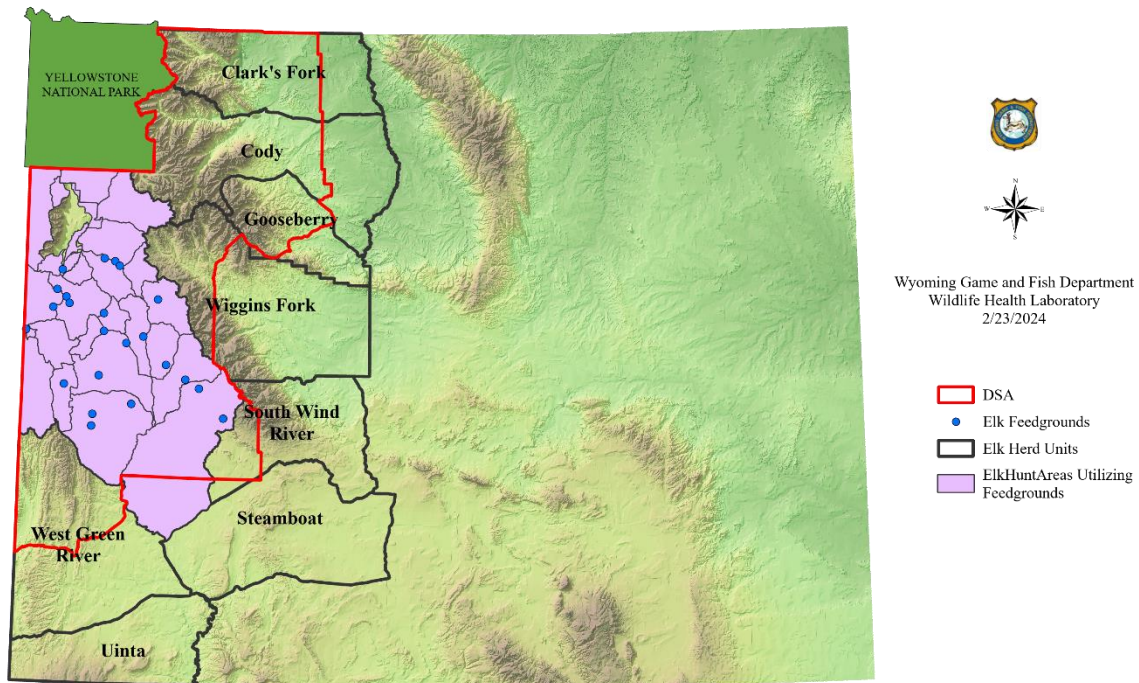 YELLOWSTONE
NATIONAL PARK
Clark's Fork
Cody
Gooseberry
Wiggins Fork
South Wind
River
Steamboat
West Green
River
Uinta
N
W
E
S
Wyoming Game and Fish Department
Wildlife Health Laboratory
2/23/2024
DSA
Elk Feedgrounds
Elk Herd Units
ElkHuntAreas Utilizing
Feedgrounds